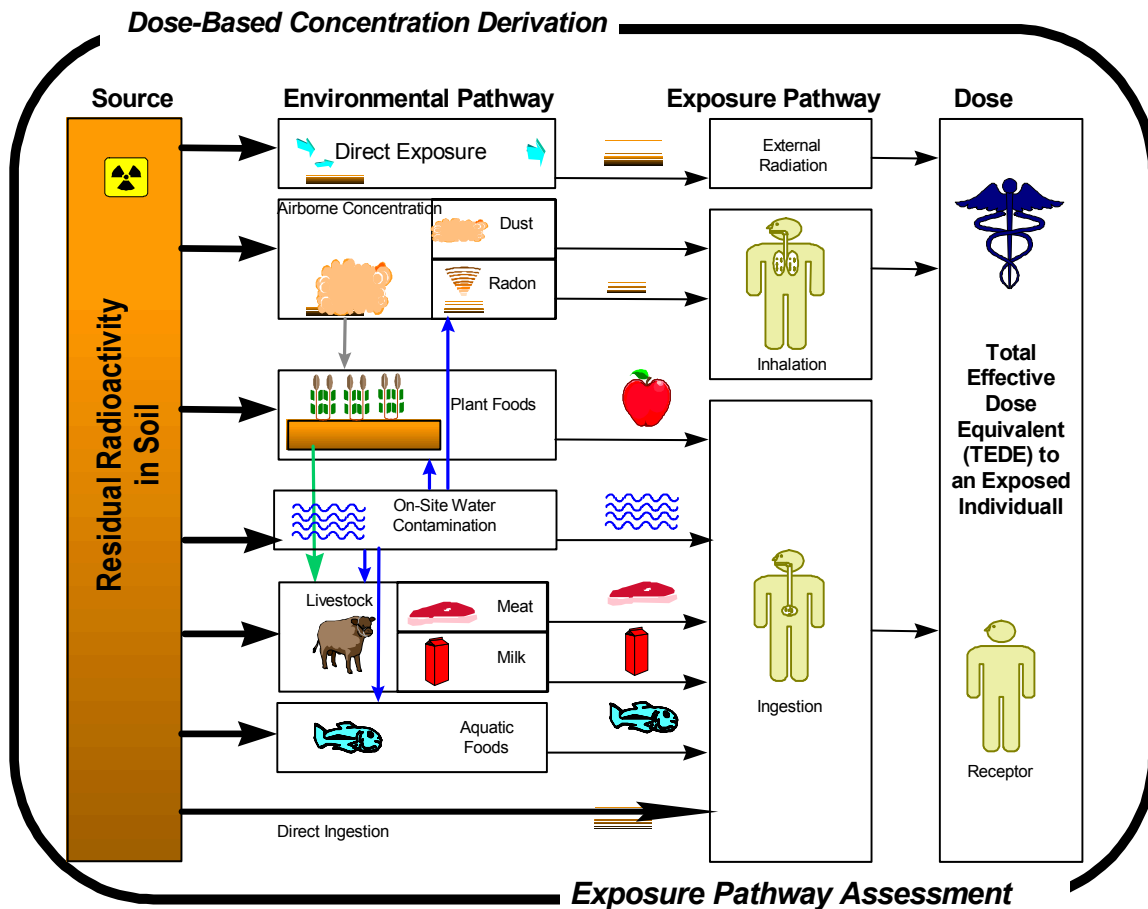 Dose-Based Concentration Derivation
Source
Environmental Pathway
Exposure Pathway
Dose
Residual Radioactivity
in Soil
Direct Exposure
External
Radiation
Airborne Concentration
Dust
Radon
Inhalation
Plant Foods
On-Site Water
Contamination
Livestock
Meat
Milk
Ingestion
Aquatic
Foods
Direct Ingestion
Total
Effective
Dose
Equivalent
(TEDE) to
an Exposed
Individuall
Receptor
Exposure Pathway Assessment